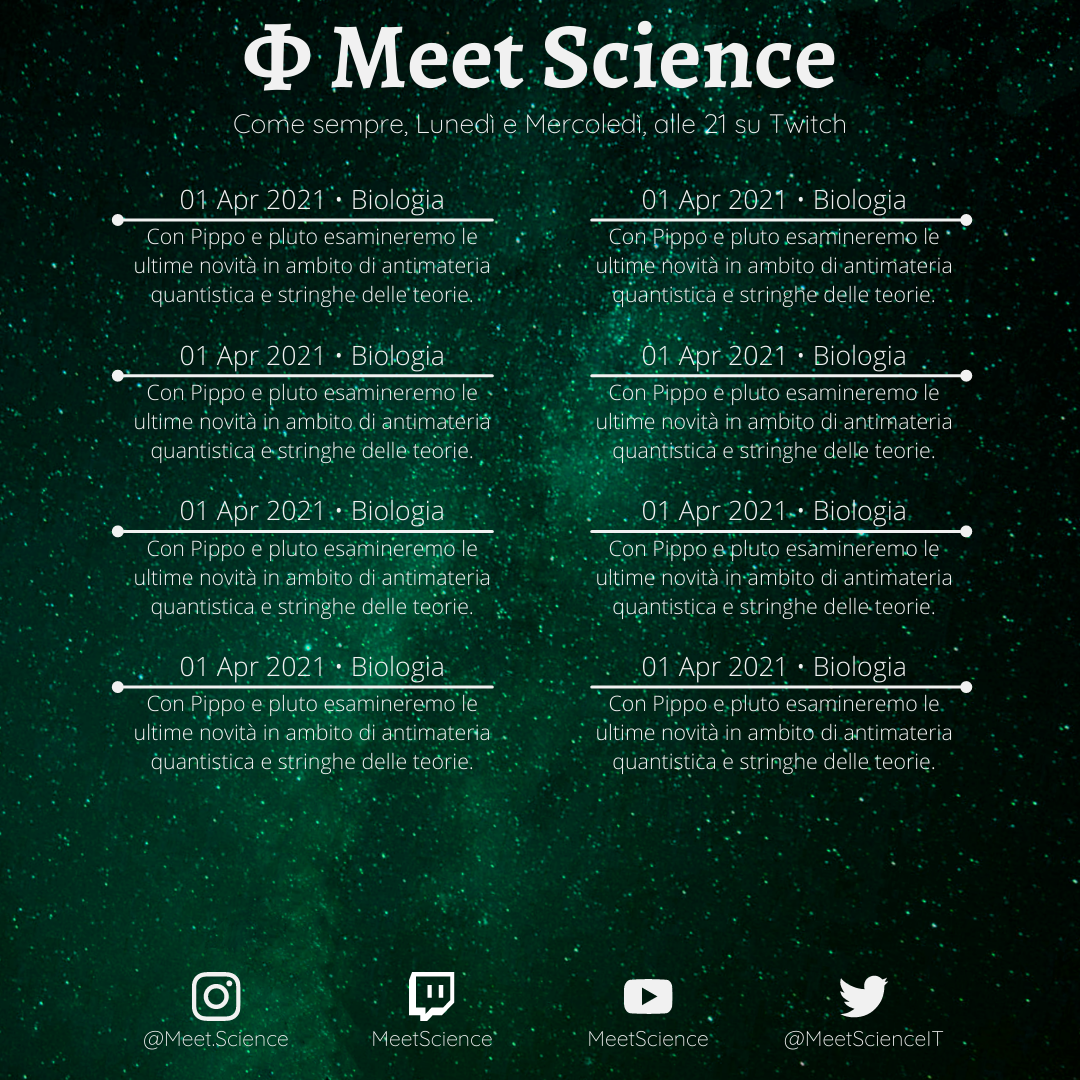 Φ Meet Science
Come sempre, Lunedì e Mercoledì, alle 21 su Twitch
01 Apr 2021 • Biologia
Con Pippo e pluto esamineremo le
ultime novità in ambito di antimateria
quantistica e stringhe delle teorie.
01 Apr 2021 • Biologia
Con Pippo e pluto esamineremo le
ultime novità in ambito di antimateria
quantistica e stringhe delle teorie.
01 Apr 2021 • Biologia
Con Pippo e pluto esamineremo le
ultime novità in ambito di antimateria
quantistica e stringhe delle teorie.
01 Apr 2021 • Biologia
Con Pippo e pluto esamineremo le
ultime novità in ambito di antimateria
quantistica e stringhe delle teorie.
01 Apr 2021 • Biologia
Con Pippo e pluto esamineremo le
ultime novità in ambito di antimateria
quantistica e stringhe delle teorie.
01 Apr 2021 • Biologia
Con Pippo e pluto esamineremo le
ultime novità in ambito di antimateria
quantistica e stringhe delle teorie.
01 Apr 2021 • Biologia
Con Pippo e pluto esamineremo le
ultime novità in ambito di antimateria
quantistica e stringhe delle teorie.
01 Apr 2021 • Biologia
Con Pippo e pluto esamineremo le
ultime novità in ambito di antimateria
quantistica e stringhe delle teorie.
@Meet.Science
MeetScience
MeetScience
@MeetScienceIT